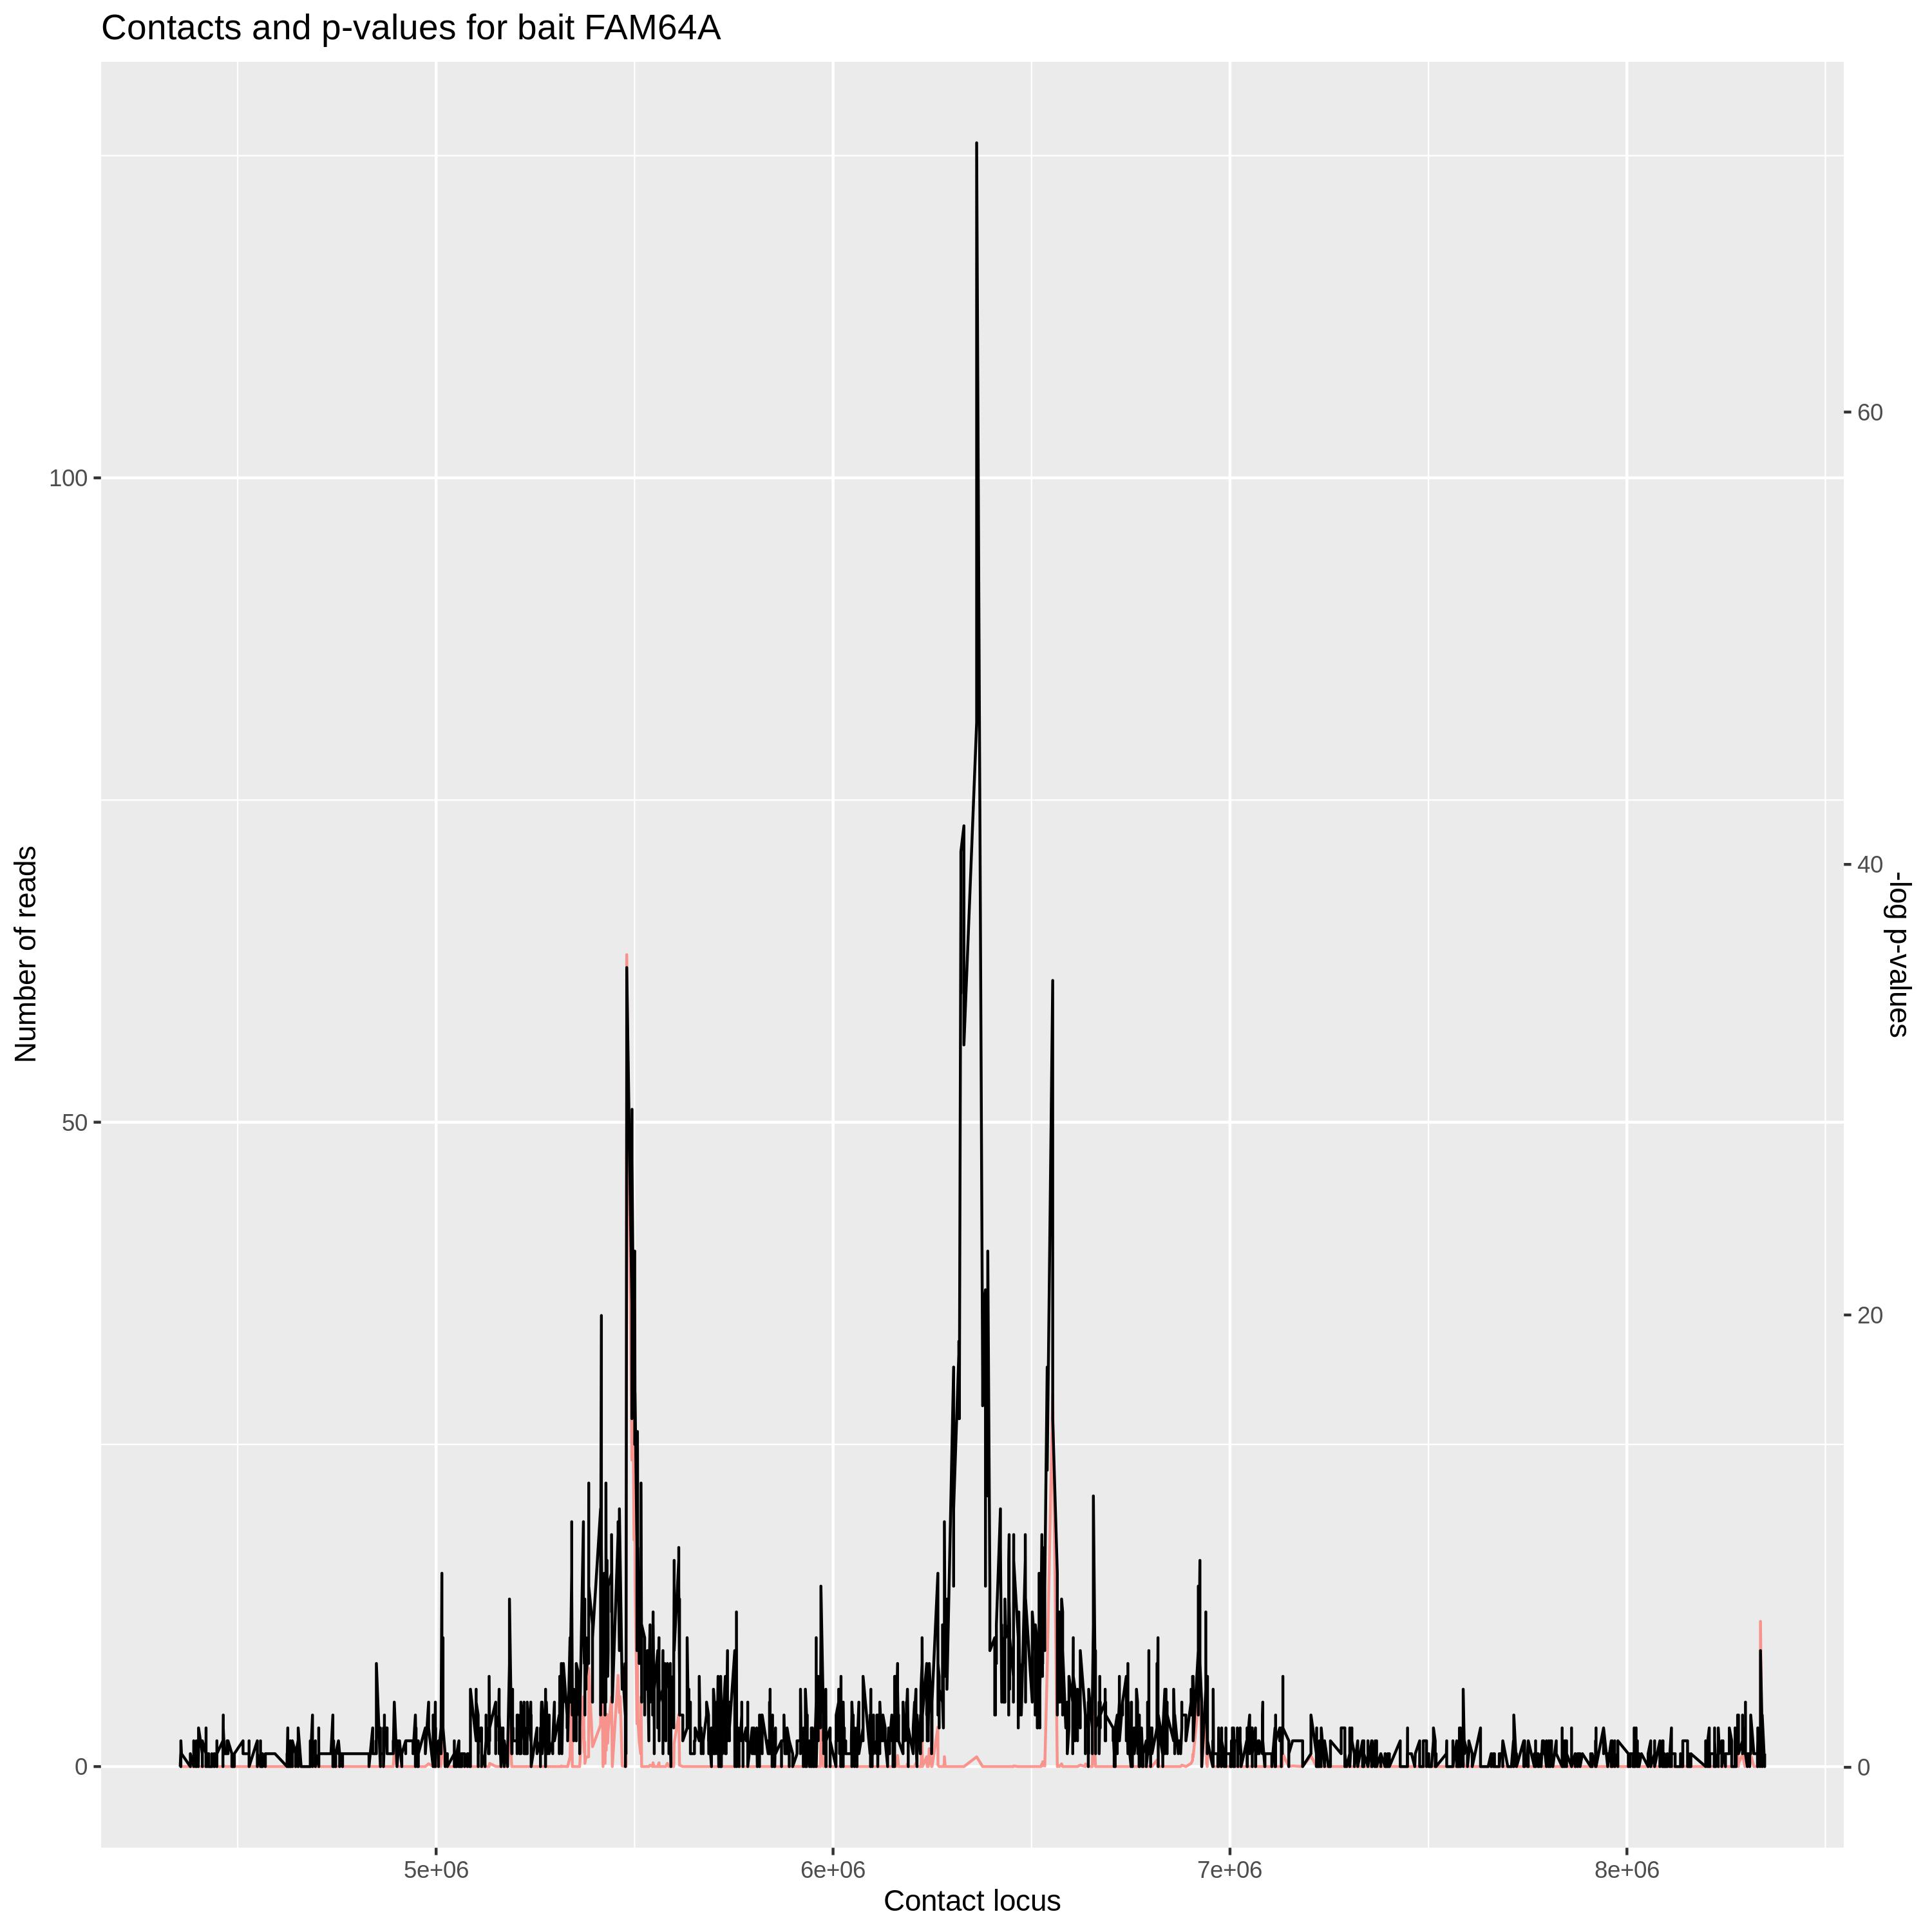 Contacts and p-values for bait FAM64A
100
50
0
Number of reads
60
40
20
0
-log p-values
5e+06 6e+06 7e+06 8e+06
Contact locus